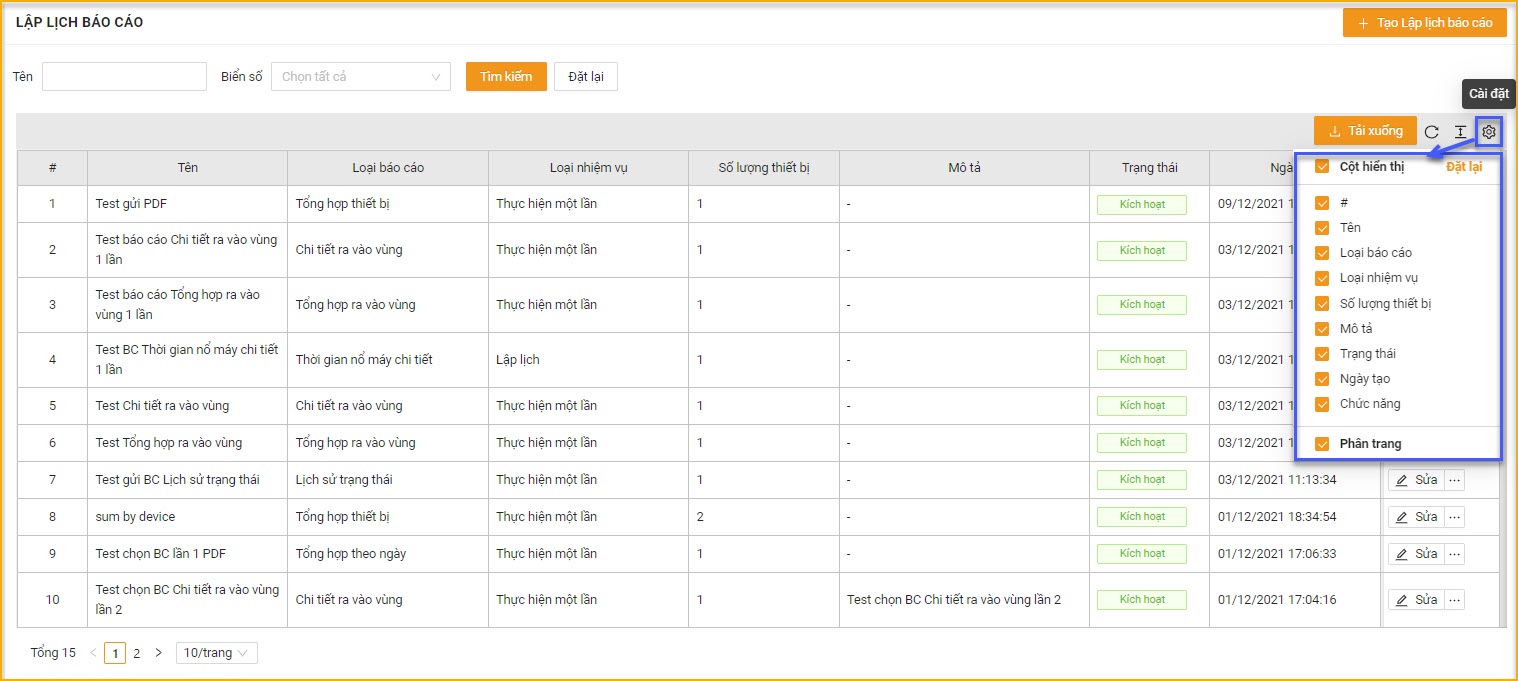 LẬP LỊCH BÁO CÁO
+ Tạo Lập lịch báo cáo
Tên Biển số Chọn tất cả Tìm kiếm Đặt lại
Cài đặt
Tải xuống
# Tên Loại báo cáo Loại nhiệm vụ Số lượng thiết bị Mô tả Trạng thái
Cột hiển thị Đặt lại
#
Tên
Loại báo cáo
Loại nhiệm vụ
Số lượng thiết bị
Mô tả
Trạng thái
Ngày tạo
Chức năng
Phân trang
1 Test gửi PDF Tổng hợp thiết bị Thực hiện một lần 1 - Kích hoạt 09/12/2021
2 Test báo cáo Chi tiết ra vào vùng 1 lần Chi tiết ra vào vùng Thực hiện một lần 1 - Kích hoạt 03/12/2021
3 Test báo cáo Tổng hợp ra vào vùng 1 lần Tổng hợp ra vào vùng Thực hiện một lần 1 - Kích hoạt 03/12/2021
4 Test BC Thời gian nổ máy chi tiết 1 lần Thời gian nổ máy chi tiết Lập lịch 1 - Kích hoạt 03/12/2021
5 Test Chi tiết ra vào vùng Chi tiết ra vào vùng Thực hiện một lần 1 - Kích hoạt 03/12/2021
6 Test Tổng hợp ra vào vùng Tổng hợp ra vào vùng Thực hiện một lần 1 - Kích hoạt 03/12/2021
7 Test gửi BC Lịch sử trạng thái Lịch sử trạng thái Thực hiện một lần 1 - Kích hoạt 03/12/2021 11:13:34 Sửa ...
8 sum by device Tổng hợp thiết bị Thực hiện một lần 2 - Kích hoạt 01/12/2021 18:34:54 Sửa ...
9 Test chọn BC lần 1 PDF Tổng hợp theo ngày Thực hiện một lần 1 - Kích hoạt 01/12/2021 17:06:33 Sửa ...
10 Test chọn BC Chi tiết ra vào vùng lần 2 Chi tiết ra vào vùng Thực hiện một lần 1 Test chọn BC Chi tiết ra vào vùng lần 2 Kích hoạt 01/12/2021 17:04:16 Sửa ...
Tổng 15 < 1 2 > 10/trang